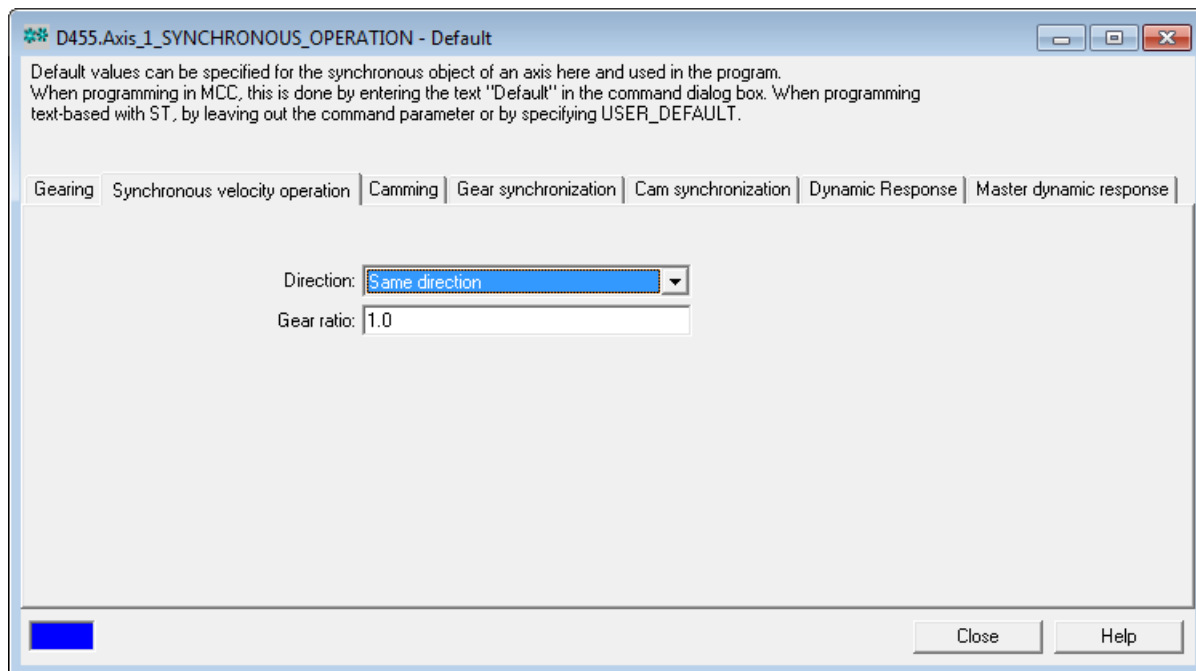 D455.Axis_1_SYNCHRONOUS_OPERATION - Default
Default values can be specified for the synchronous object of an axis here and used in the program.
When programming in MCC, this is done by entering the text "Default" in the command dialog box. When programming
text-based with ST, by leaving out the command parameter or by specifying USER_DEFAULT.
Gearing Synchronous velocity operation Camming Gear synchronization Cam synchronization Dynamic Response Master dynamic response
Direction: Same direction
Gear ratio: 1.0
Close Help